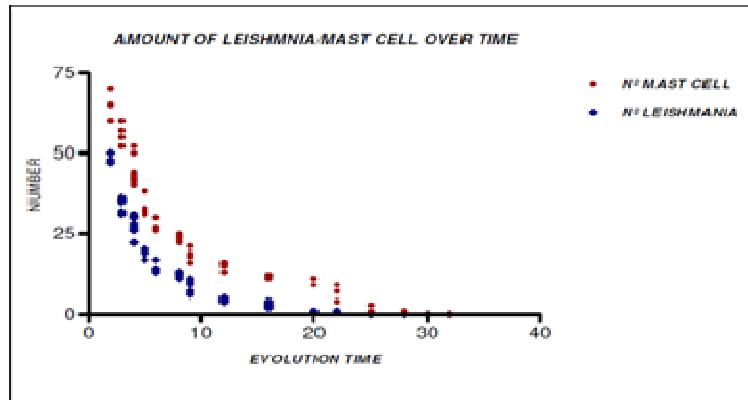 AMOUNT OF LEISHMNIA-MAST CELL OVER TIME
75
Nº MAST CELL
Nº LEISHMANIA
50
NUMBER
25
0
0 10 20 30 40
EVOLUTION TIME